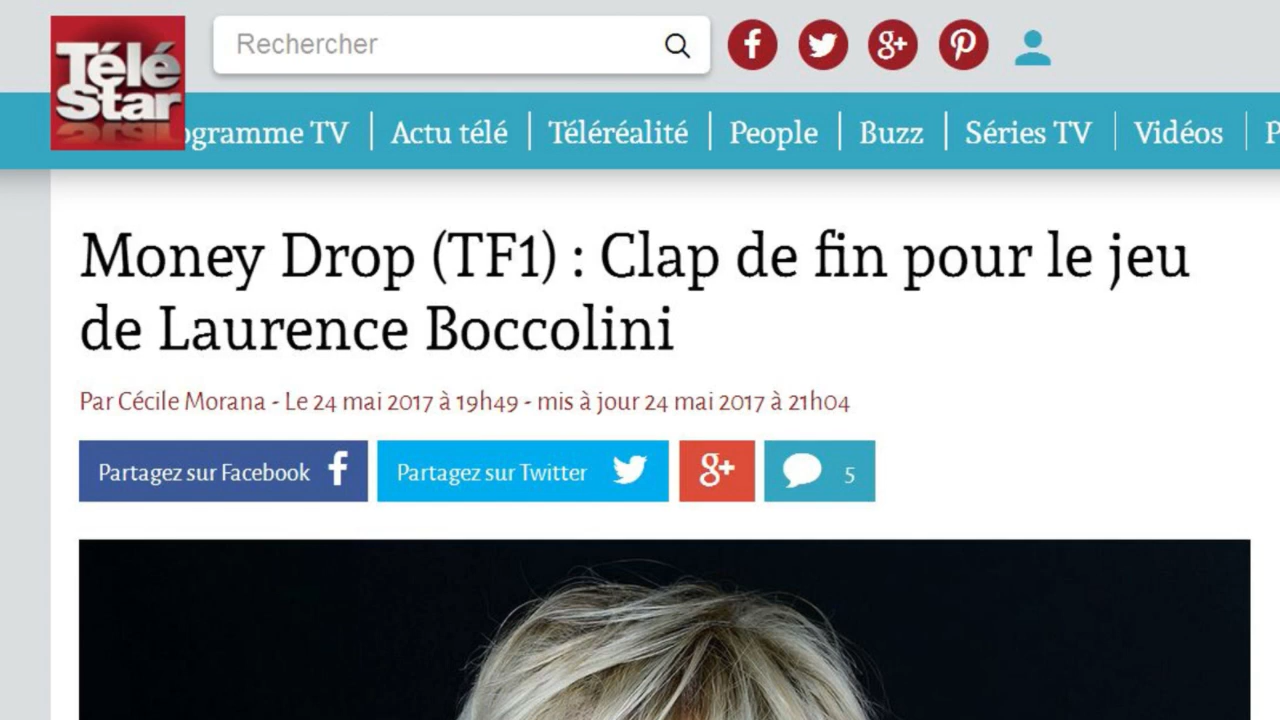 Télé
Star
Rechercher
ogramme TV
Actu télé
Téléréalité
People
Buzz
Séries TV
Vidéos
P
Money Drop (TF1) : Clap de fin pour le jeu
de Laurence Boccolini
Par Cécile Morana - Le 24 mai 2017 à 19h49 - mis à jour 24 mai 2017 à 21h04
Partagez sur Facebook
Partagez sur Twitter
g+
5